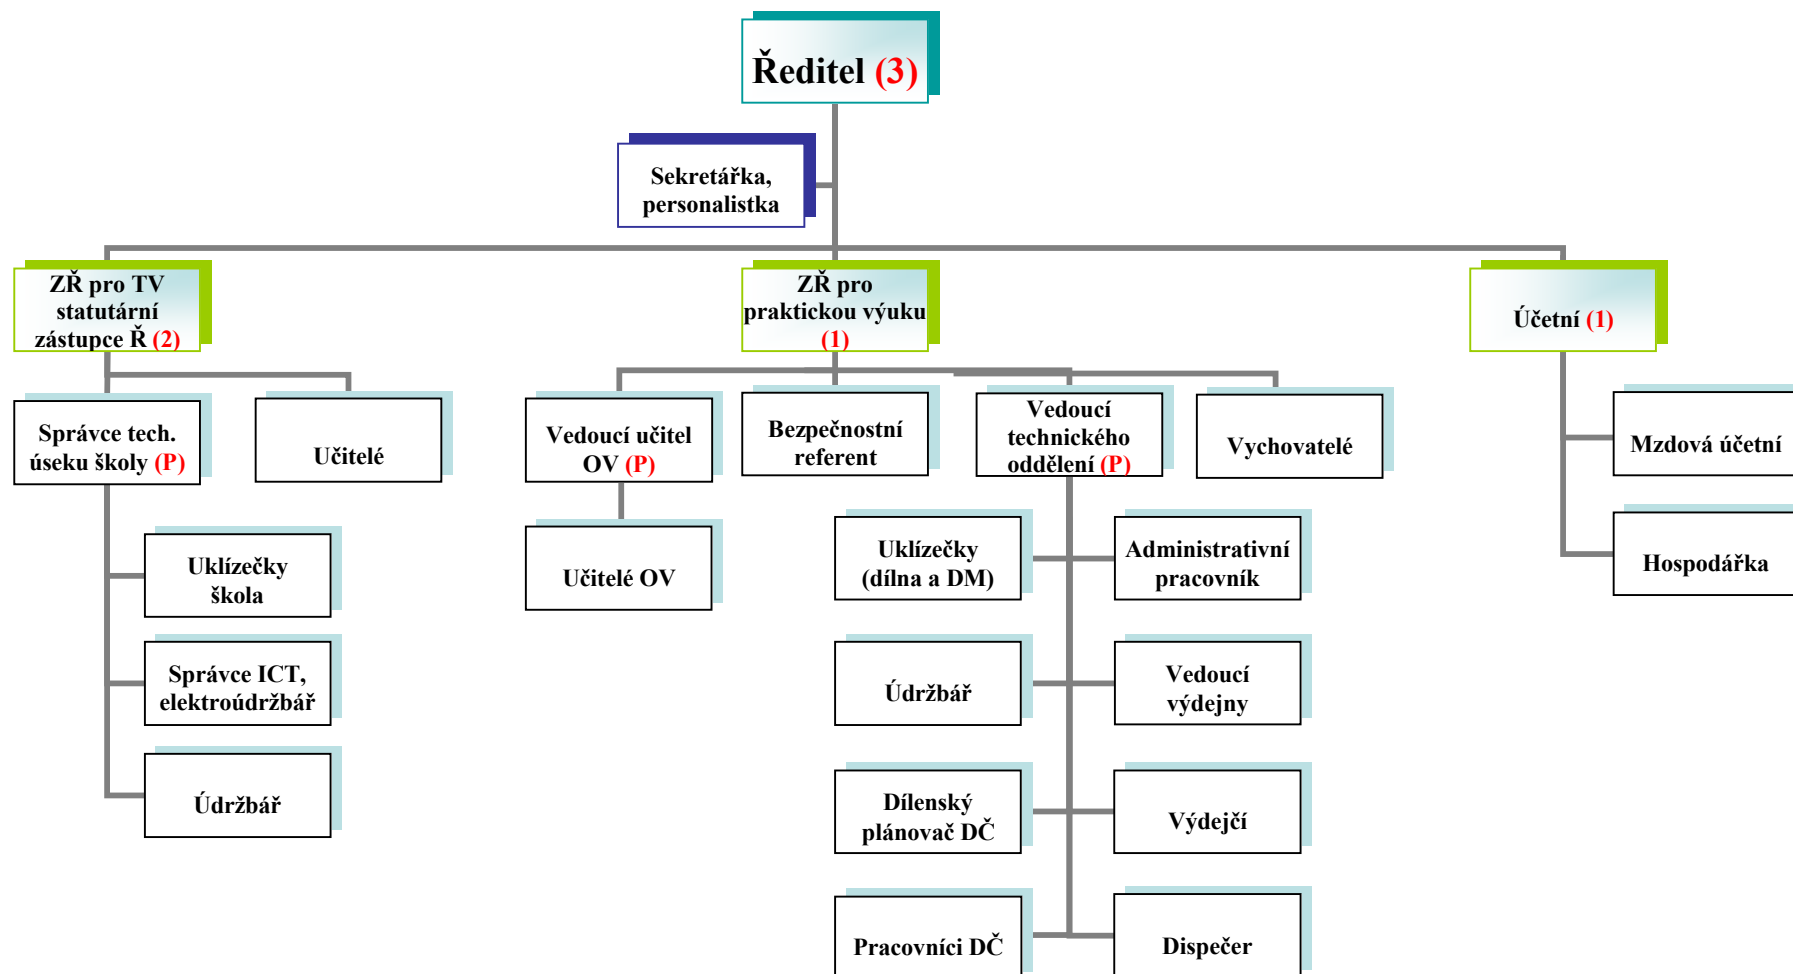 Ředitel (3)
Sekretářka,
personalistka
ZŘ pro TV
statutární
zástupce Ř (2)
ZŘ pro
praktickou výuku
(1)
Účetní (1)
Správce tech.
úseku školy (P)
Učitelé
Vedoucí učitel
OV (P)
Bezpečnostní
referent
Vedoucí
technického
oddělení (P)
Vychovatelé
Mzdová účetní
Uklízečky
škola
Učitelé OV
Uklízečky
(dílna a DM)
Administrativní
pracovník
Hospodářka
Správce ICT,
elektroúdržbář
Údržbář
Vedoucí
výdejny
Údržbář
Dílenský
plánovač DČ
Výdejčí
Pracovníci DČ
Dispečer